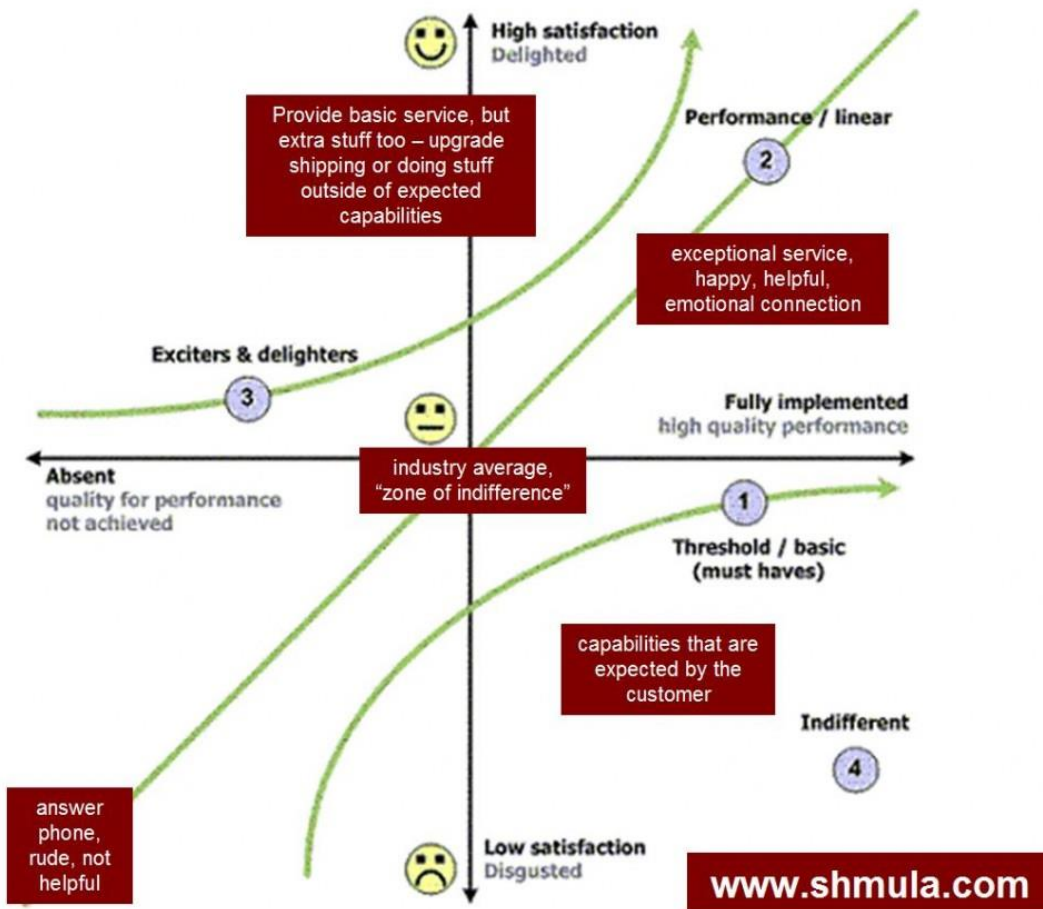 High satisfaction
Delighted
Provide basic service, but
extra stuff too – upgrade
shipping or doing stuff
outside of expected
capabilities
Performance / linear
2
exceptional service,
happy, helpful,
emotional connection
Exciters & delighters
3
Fully implemented
high quality performance
Absent
quality for performance
not achieved
industry average,
“zone of indifference”
1
Threshold / basic
(must haves)
capabilities that are
expected by the
customer
Indifferent
4
answer
phone,
rude, not
helpful
Low satisfaction
Disgusted
www.shmula.com